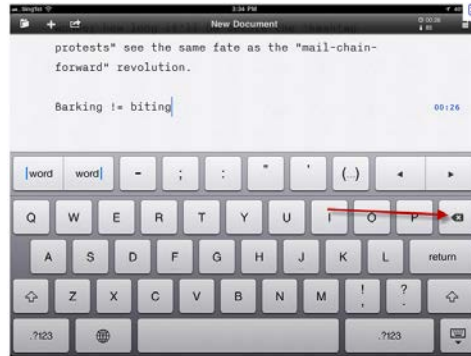 SingTel
3:34 PM
New Document
protests" see the same fate as the "mail-chain-
forward" revolution.
Barking != biting
00:26
word word - ; : " ' (...)
Q W E R T Y U I O P
A S D F G H J K L return
Z X C V B N M ! , ? .
.?123 .?123